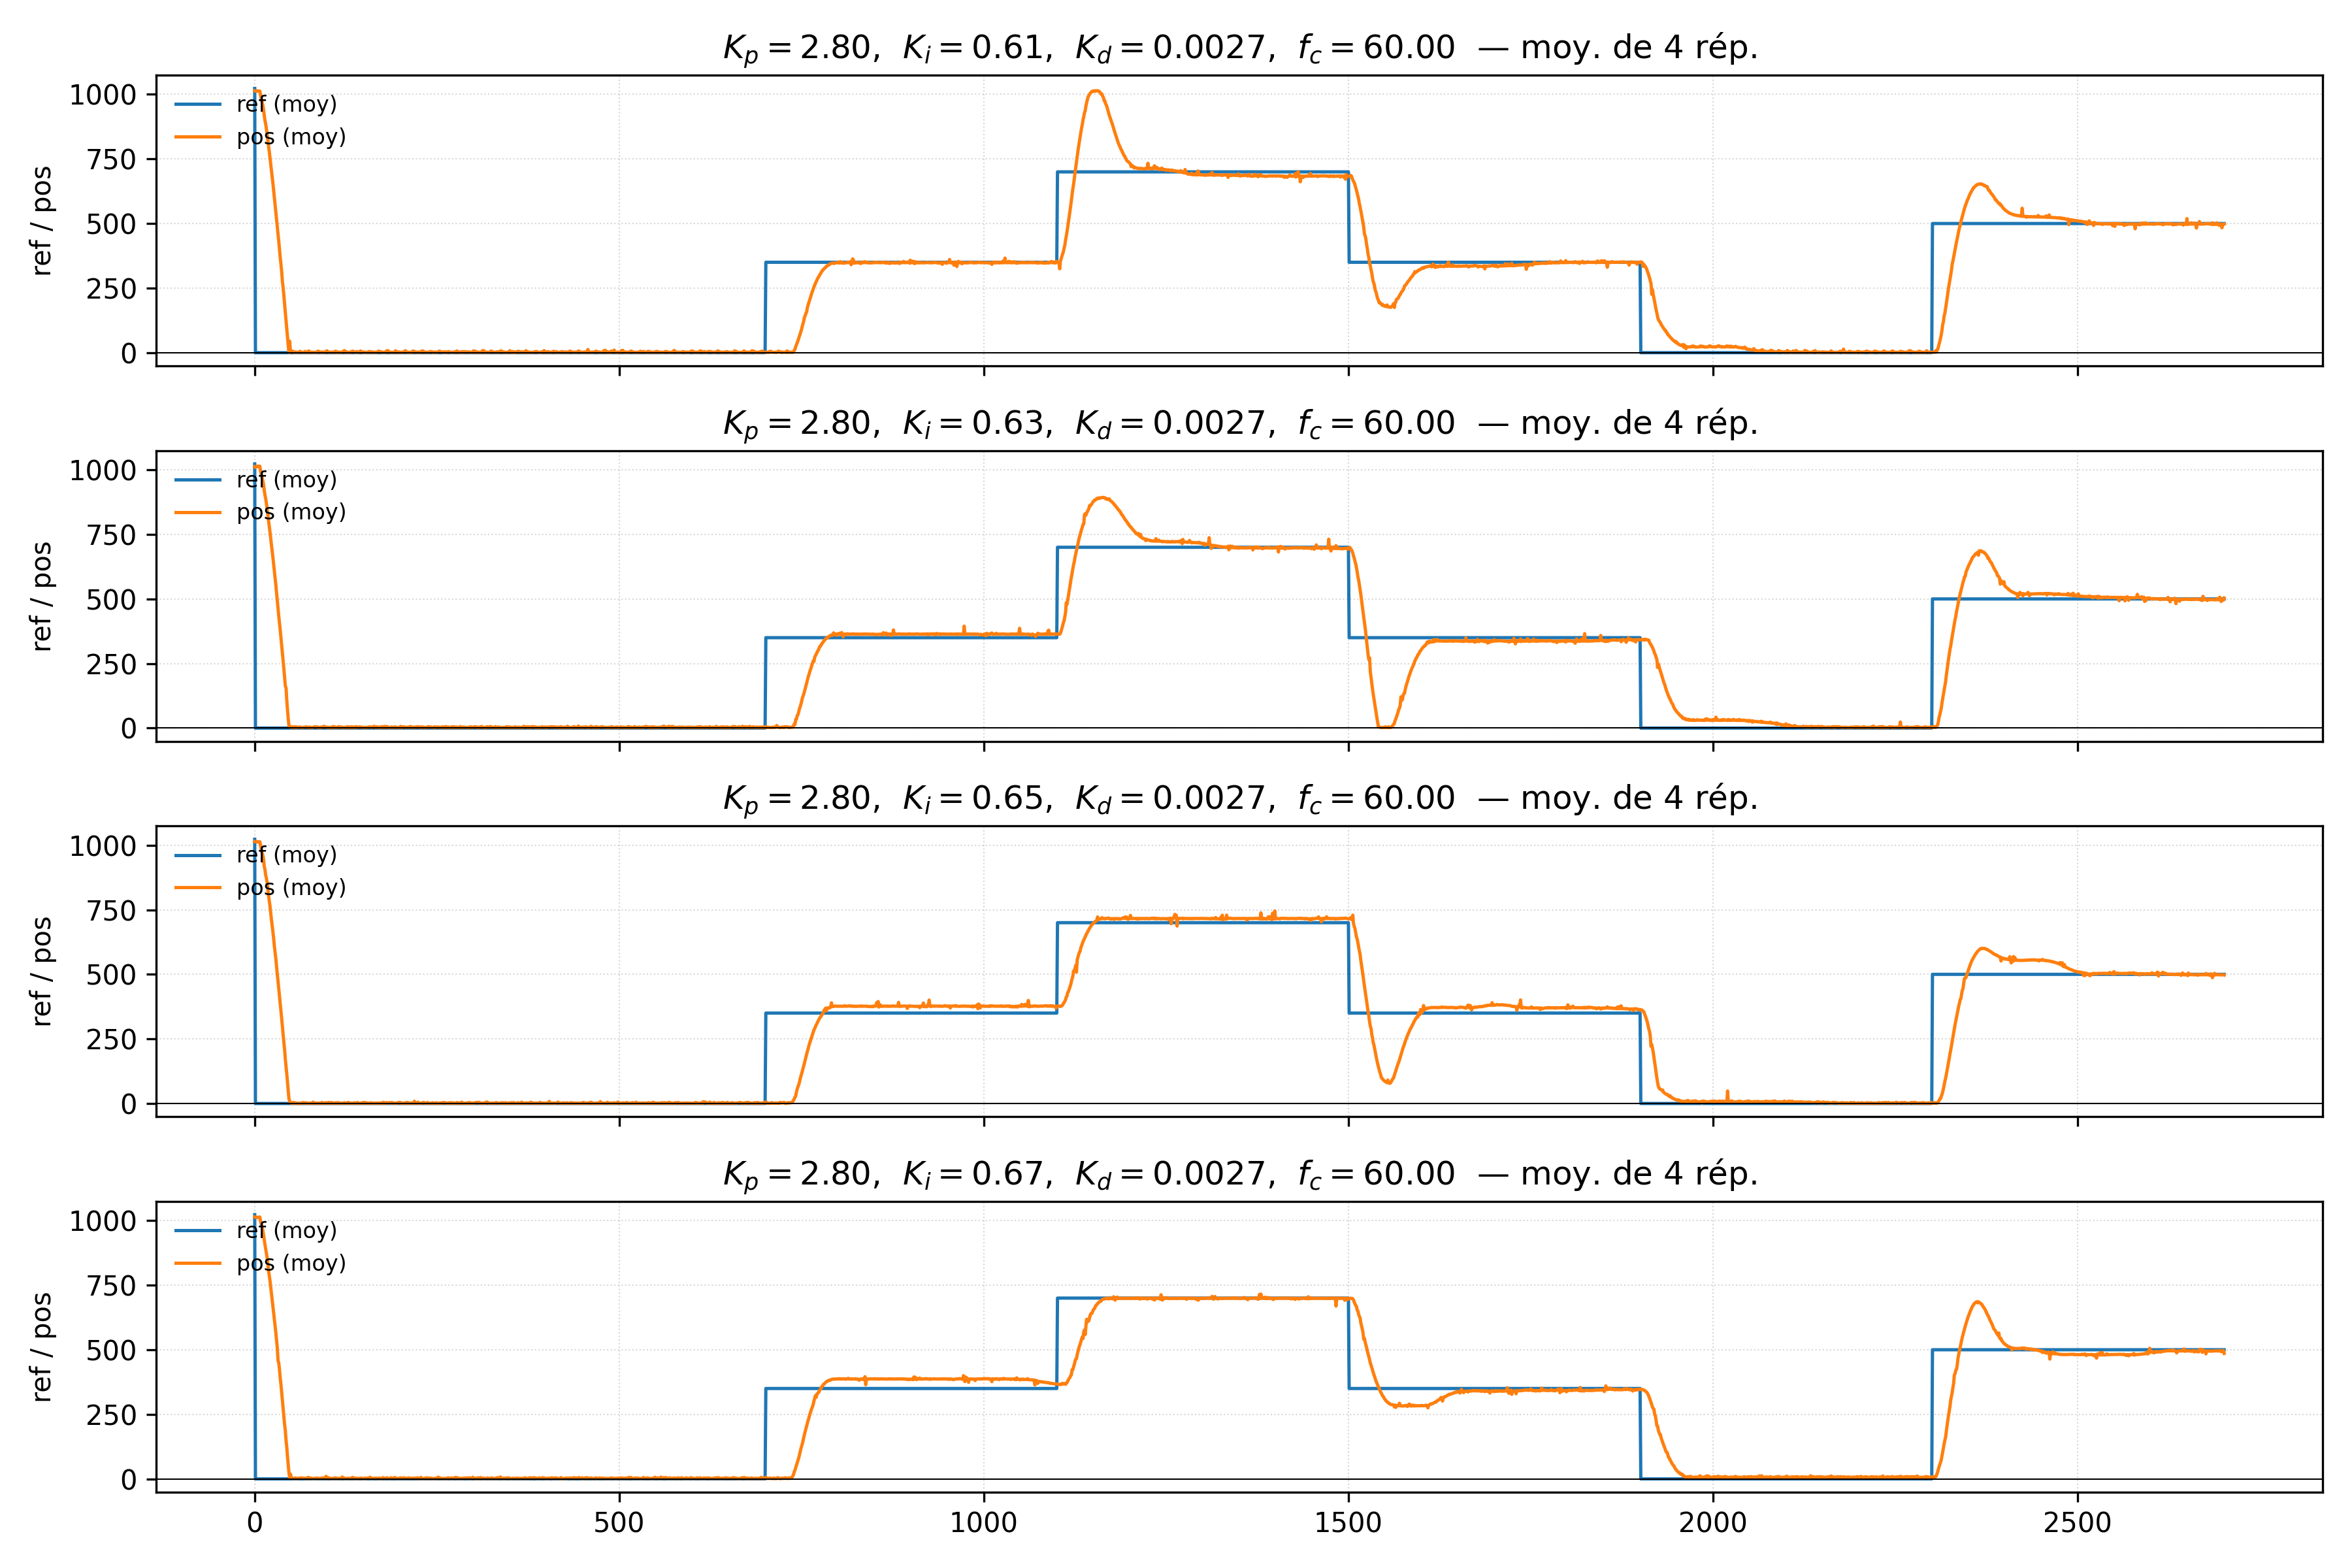 K_p = 2.80, K_i = 0.61, K_d = 0.0027, f_c = 60.00 — moy. de 4 rép.
1000
750
500
250
0
ref / pos
ref (moy)
pos (moy)
K_p = 2.80, K_i = 0.63, K_d = 0.0027, f_c = 60.00 — moy. de 4 rép.
1000
750
500
250
0
ref / pos
ref (moy)
pos (moy)
K_p = 2.80, K_i = 0.65, K_d = 0.0027, f_c = 60.00 — moy. de 4 rép.
1000
750
500
250
0
ref / pos
ref (moy)
pos (moy)
K_p = 2.80, K_i = 0.67, K_d = 0.0027, f_c = 60.00 — moy. de 4 rép.
1000
750
500
250
0
ref / pos
ref (moy)
pos (moy)
0 500 1000 1500 2000 2500